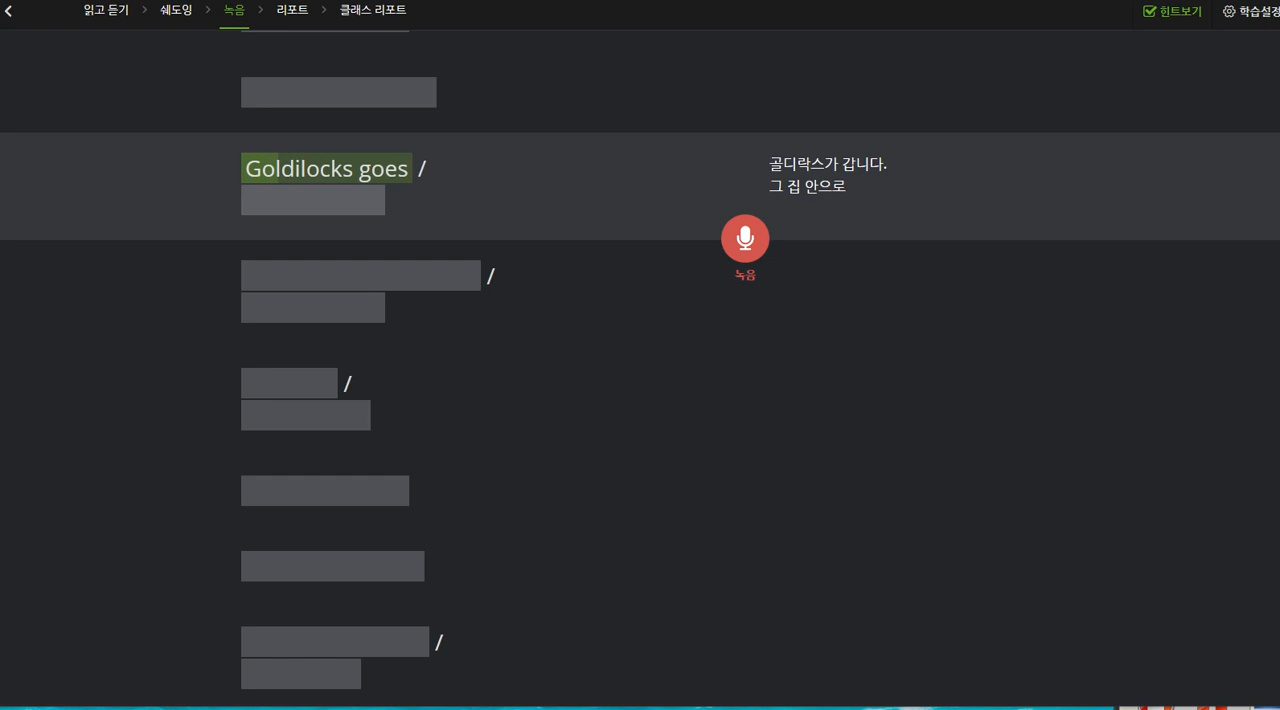 읽고 듣기 > 쉐도잉 > 녹음 > 리포트 > 클래스 리포트
힌트보기 학습설정
Goldilocks goes /
골디락스가 갑니다.
그 집 안으로
녹음
/
/
/